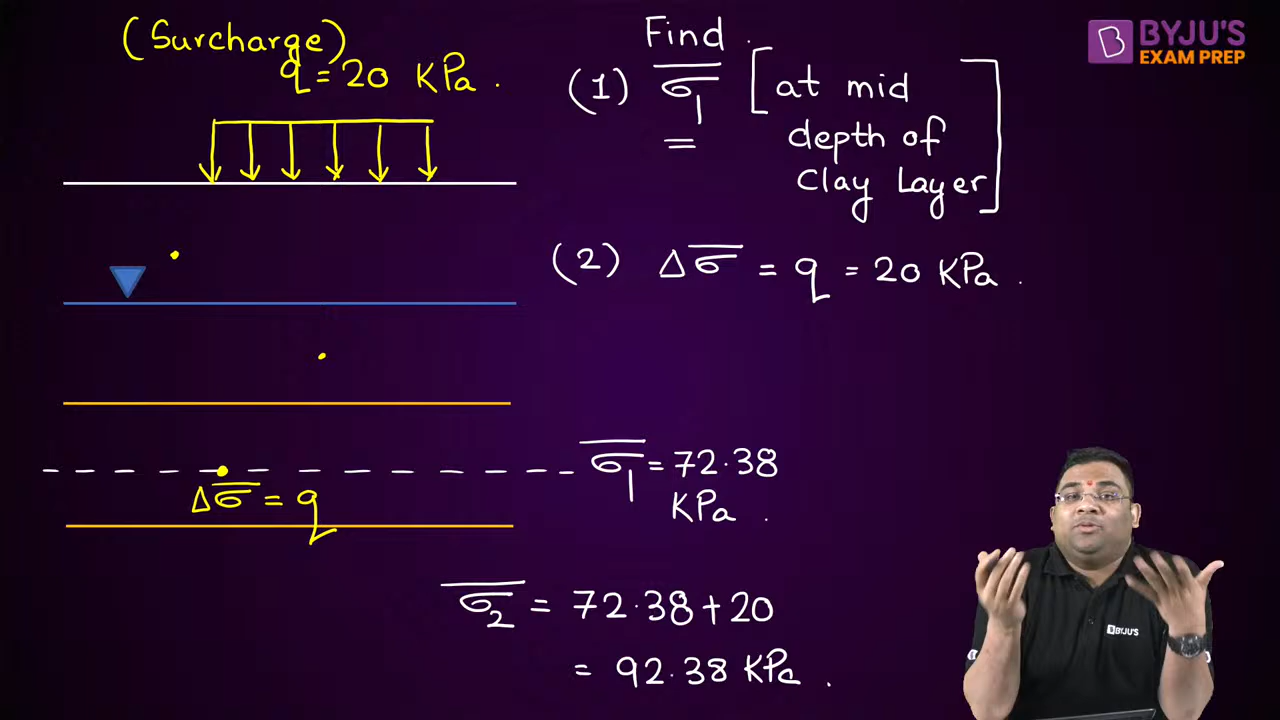 (Surcharge)
q = 20 KPa.
Find
(1) σ̅₁ [at mid
depth of
Clay Layer]
(2) Δσ̅ = q = 20 KPa.
σ̅₁ = 72.38
KPa.
Δσ̅ = q
σ̅₂ = 72.38 + 20
= 92.38 KPa.
BYJU'S
EXAM PREP
BYJU'S